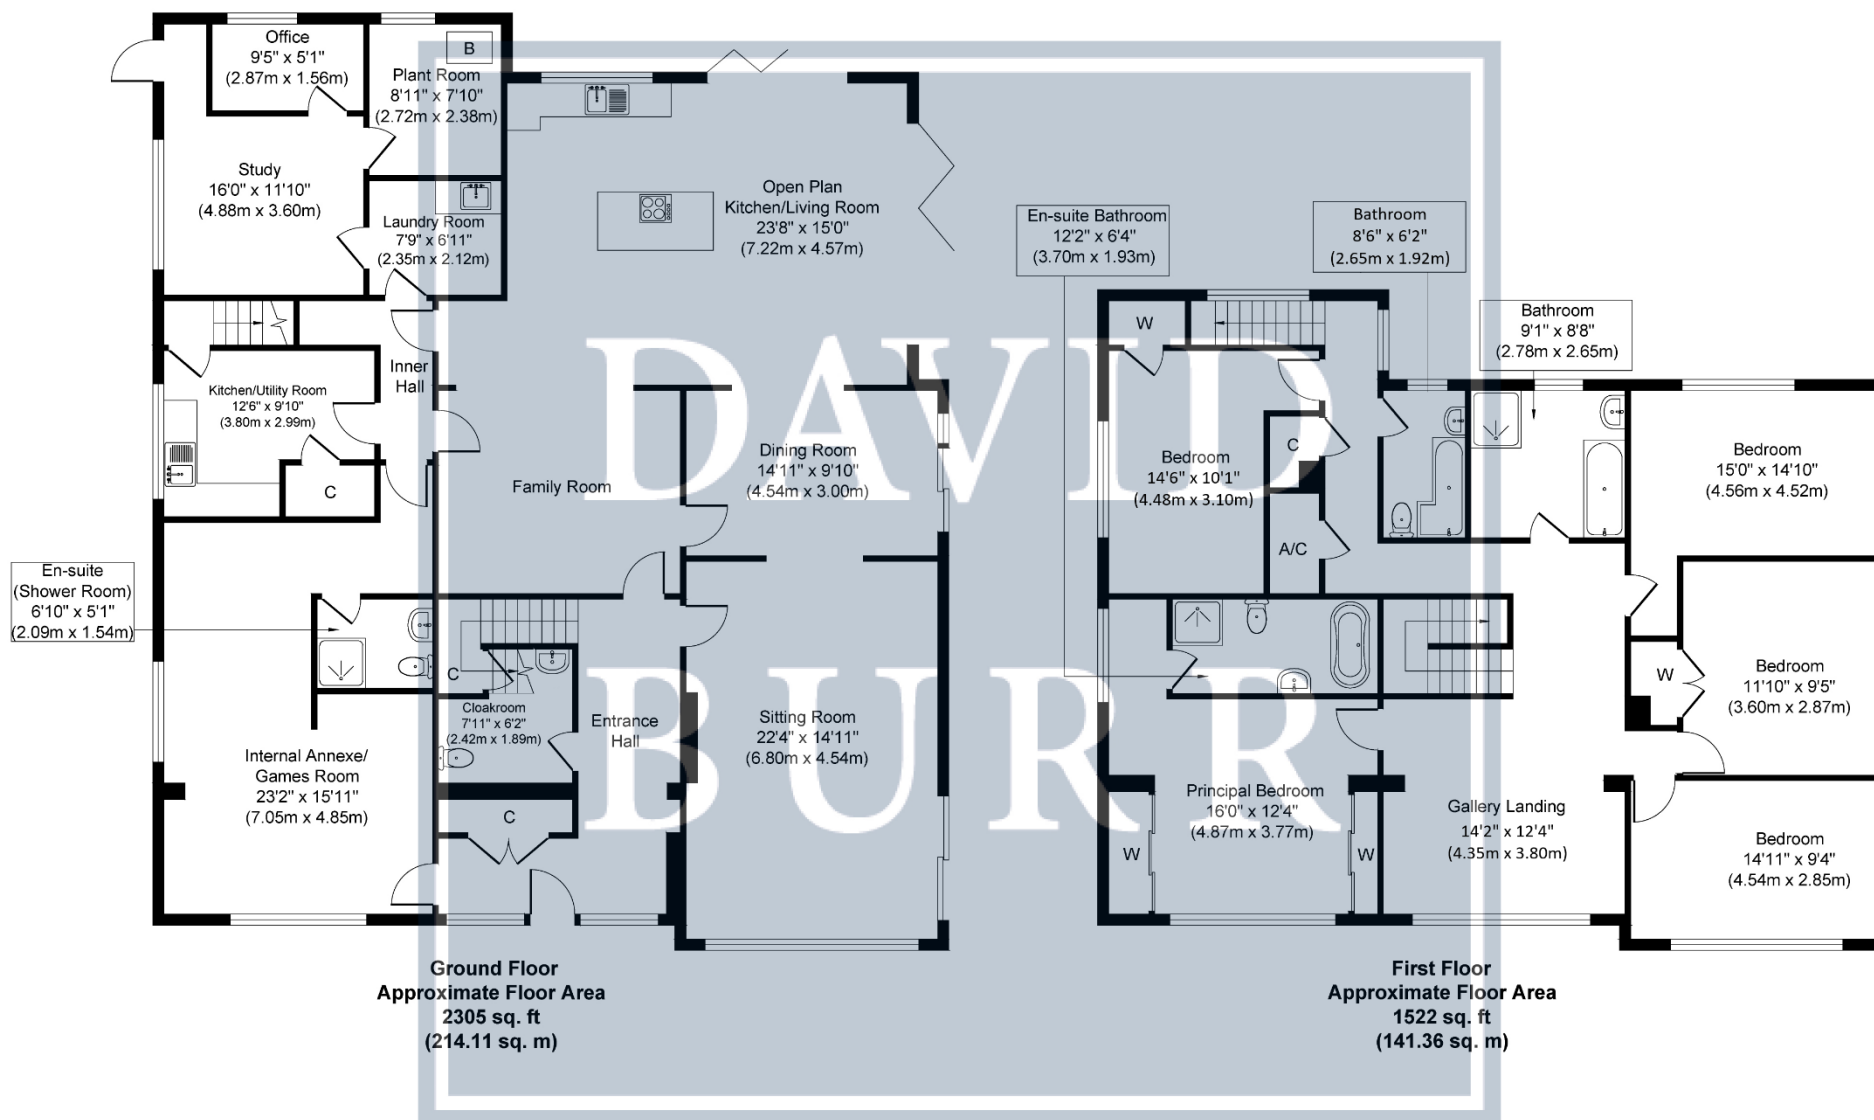 Office
9'5" x 5'1"
(2.87m x 1.56m)
B
Plant Room
8'11" x 7'10"
(2.72m x 2.38m)
Study
16'0" x 11'10"
(4.88m x 3.60m)
Laundry Room
7'9" x 6'11"
(2.35m x 2.12m)
Open Plan
Kitchen/Living Room
23'8" x 15'0"
(7.22m x 4.57m)
Inner
Hall
Kitchen/Utility Room
12'6" x 9'10"
(3.80m x 2.99m)
C
Family Room
Dining Room
14'11" x 9'10"
(4.54m x 3.00m)
En-suite
(Shower Room)
6'10" x 5'1"
(2.09m x 1.54m)
C
Cloakroom
7'11" x 6'2"
(2.42m x 1.89m)
Entrance
Hall
Sitting Room
22'4" x 14'11"
(6.80m x 4.54m)
Internal Annexe/
Games Room
23'2" x 15'11"
(7.05m x 4.85m)
C
Ground Floor
Approximate Floor Area
2305 sq. ft
(214.11 sq. m)
En-suite Bathroom
12'2" x 6'4"
(3.70m x 1.93m)
Bathroom
8'6" x 6'2"
(2.65m x 1.92m)
Bathroom
9'1" x 8'8"
(2.78m x 2.65m)
W
Bedroom
14'6" x 10'1"
(4.48m x 3.10m)
C
A/C
Bedroom
15'0" x 14'10"
(4.56m x 4.52m)
W
Bedroom
11'10" x 9'5"
(3.60m x 2.87m)
Principal Bedroom
16'0" x 12'4"
(4.87m x 3.77m)
W
W
Gallery Landing
14'2" x 12'4"
(4.35m x 3.80m)
Bedroom
14'11" x 9'4"
(4.54m x 2.85m)
First Floor
Approximate Floor Area
1522 sq. ft
(141.36 sq. m)
DAVID
BURR